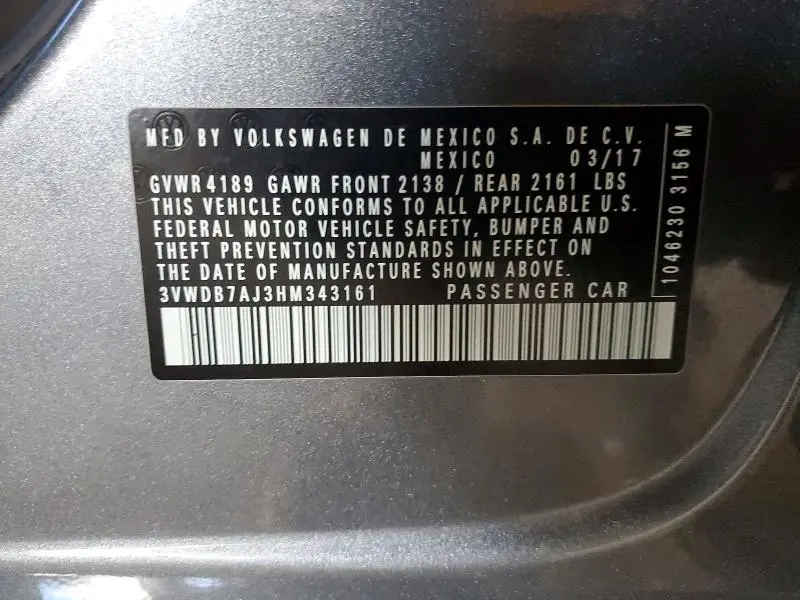 MFD BY VOLKSWAGEN DE MEXICO S.A. DE C.V.
MEXICO 03/17
GVWR 4189 GAWR FRONT 2138 / REAR 2161 LBS
THIS VEHICLE CONFORMS TO ALL APPLICABLE U.S.
FEDERAL MOTOR VEHICLE SAFETY, BUMPER AND
THEFT PREVENTION STANDARDS IN EFFECT ON
THE DATE OF MANUFACTURE SHOWN ABOVE.
3VWDB7AJ3HM343161 PASSENGER CAR
1046230 3156 M